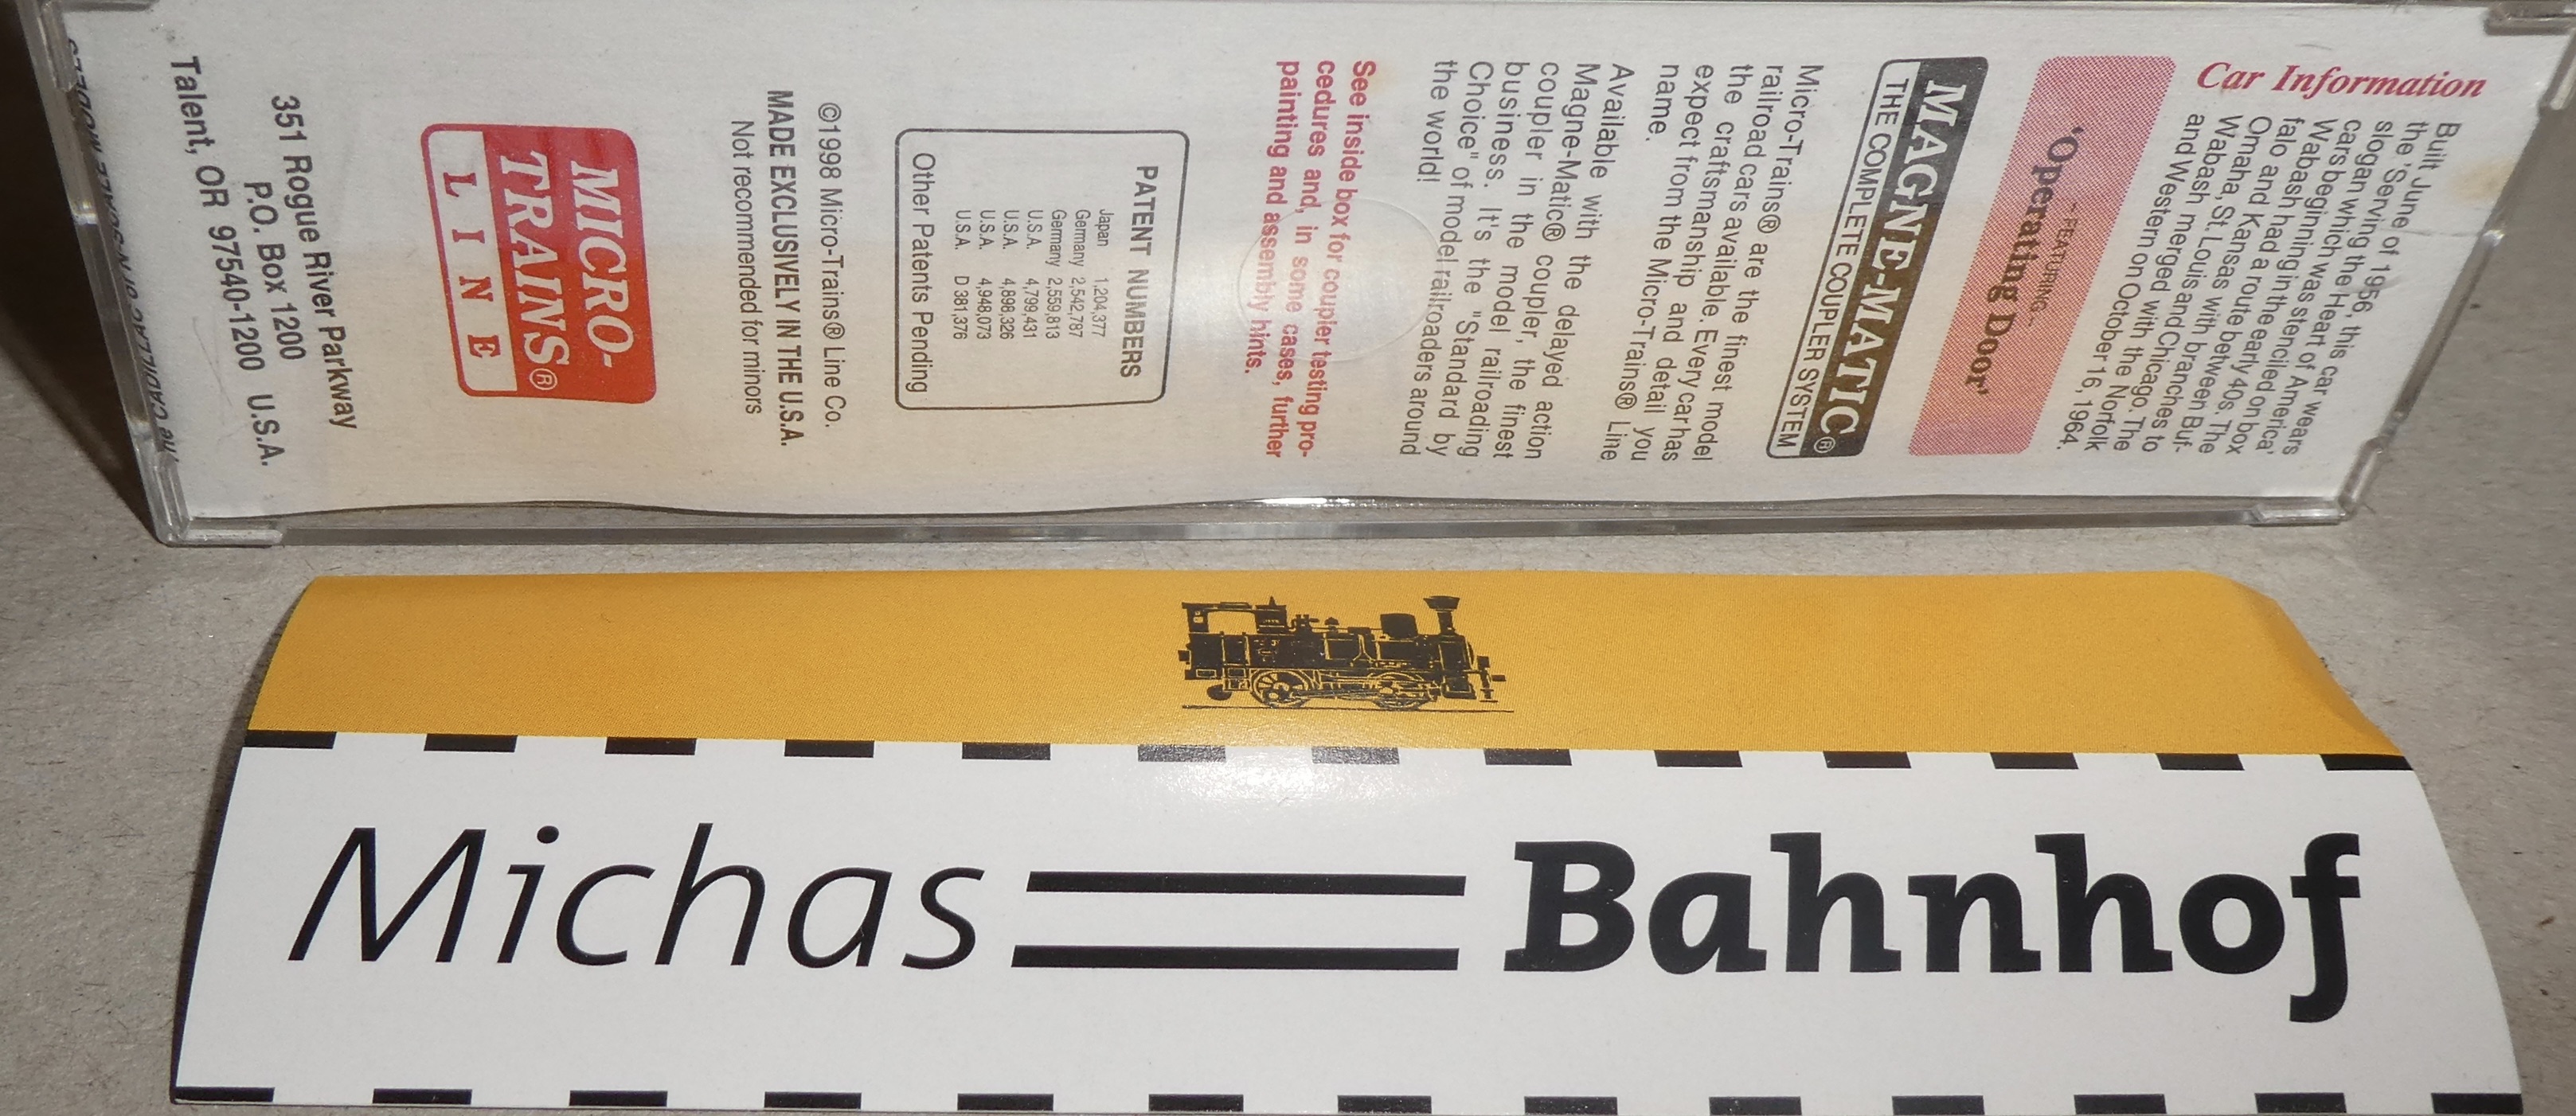 Car Information
Built June of 1956, this car wears
the 'Serving the Heart of America'
slogan which was stenciled on box
cars beginning in the early 40s. The
Wabash had a route between Buf-
falo and Kansas with branches to
Omaha, St. Louis and Chicago. The
Wabash merged with the Norfolk
and Western on October 16, 1964.
-FEATURING-
'Operating Door'
MAGNE-MATIC®
THE COMPLETE COUPLER SYSTEM
Micro-Trains® are the finest model
railroad cars available. Every car has
the craftsmanship and detail you
expect from the Micro-Trains® Line
name.
Available with the delayed action
Magne-Matic® coupler, the finest
coupler in the model railroading
business. It's the "Standard by
Choice" of model railroaders around
the world!
See inside box for coupler testing pro-
cedures and, in some cases, further
painting and assembly hints.
PATENT NUMBERS
Japan 1,204,377
Germany 2,542,787
Germany 2,559,813
U.S.A. 4,799,431
U.S.A. 4,898,326
U.S.A. 4,948,073
U.S.A. D 381,376
Other Patents Pending
©1998 Micro-Trains® Line Co.
MADE EXCLUSIVELY IN THE U.S.A.
Not recommended for minors
MICRO-
TRAINS®
LINE
351 Rogue River Parkway
P.O. Box 1200
Talent, OR 97540-1200 U.S.A.
Michas Bahnhof